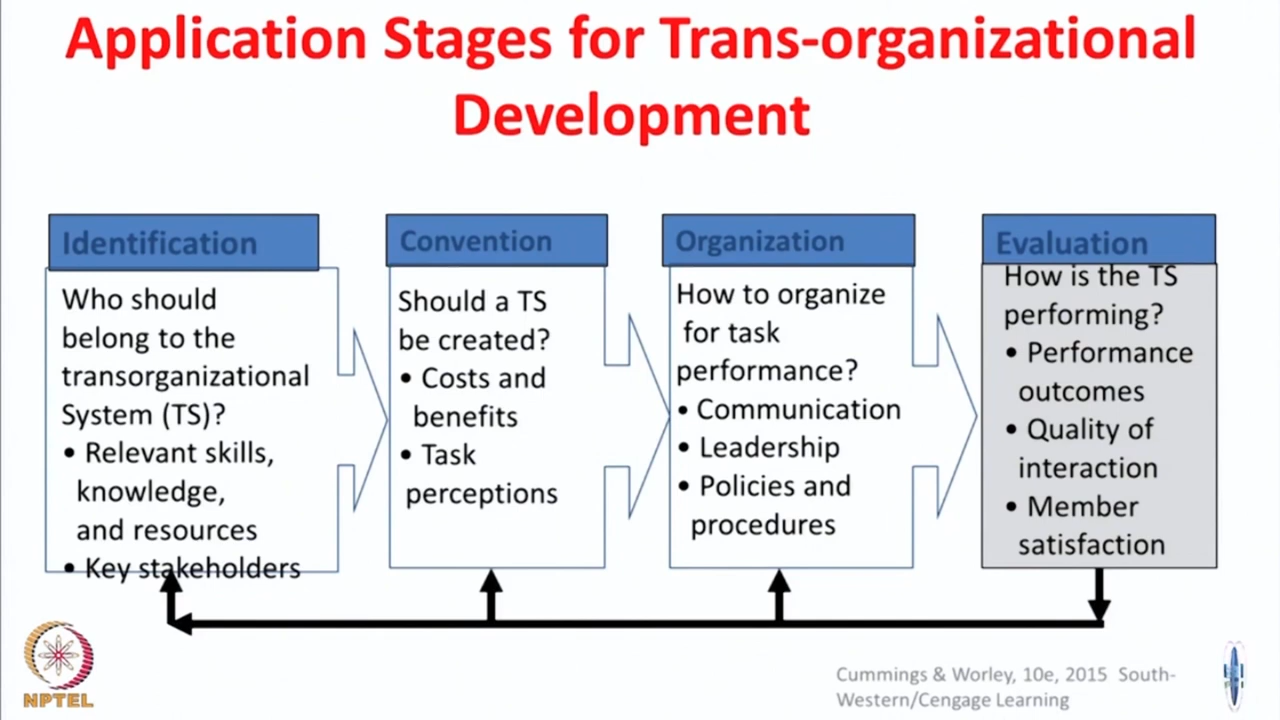 Application Stages for Trans-organizational
Development
Identification
Who should
belong to the
transorganizational
System (TS)?
• Relevant skills,
knowledge,
and resources
• Key stakeholders
Convention
Should a TS
be created?
• Costs and
benefits
• Task
perceptions
Organization
How to organize
for task
performance?
• Communication
• Leadership
• Policies and
procedures
Evaluation
How is the TS
performing?
• Performance
outcomes
• Quality of
interaction
• Member
satisfaction
NPTEL
Cummings & Worley, 10e, 2015 South-
Western/Cengage Learning